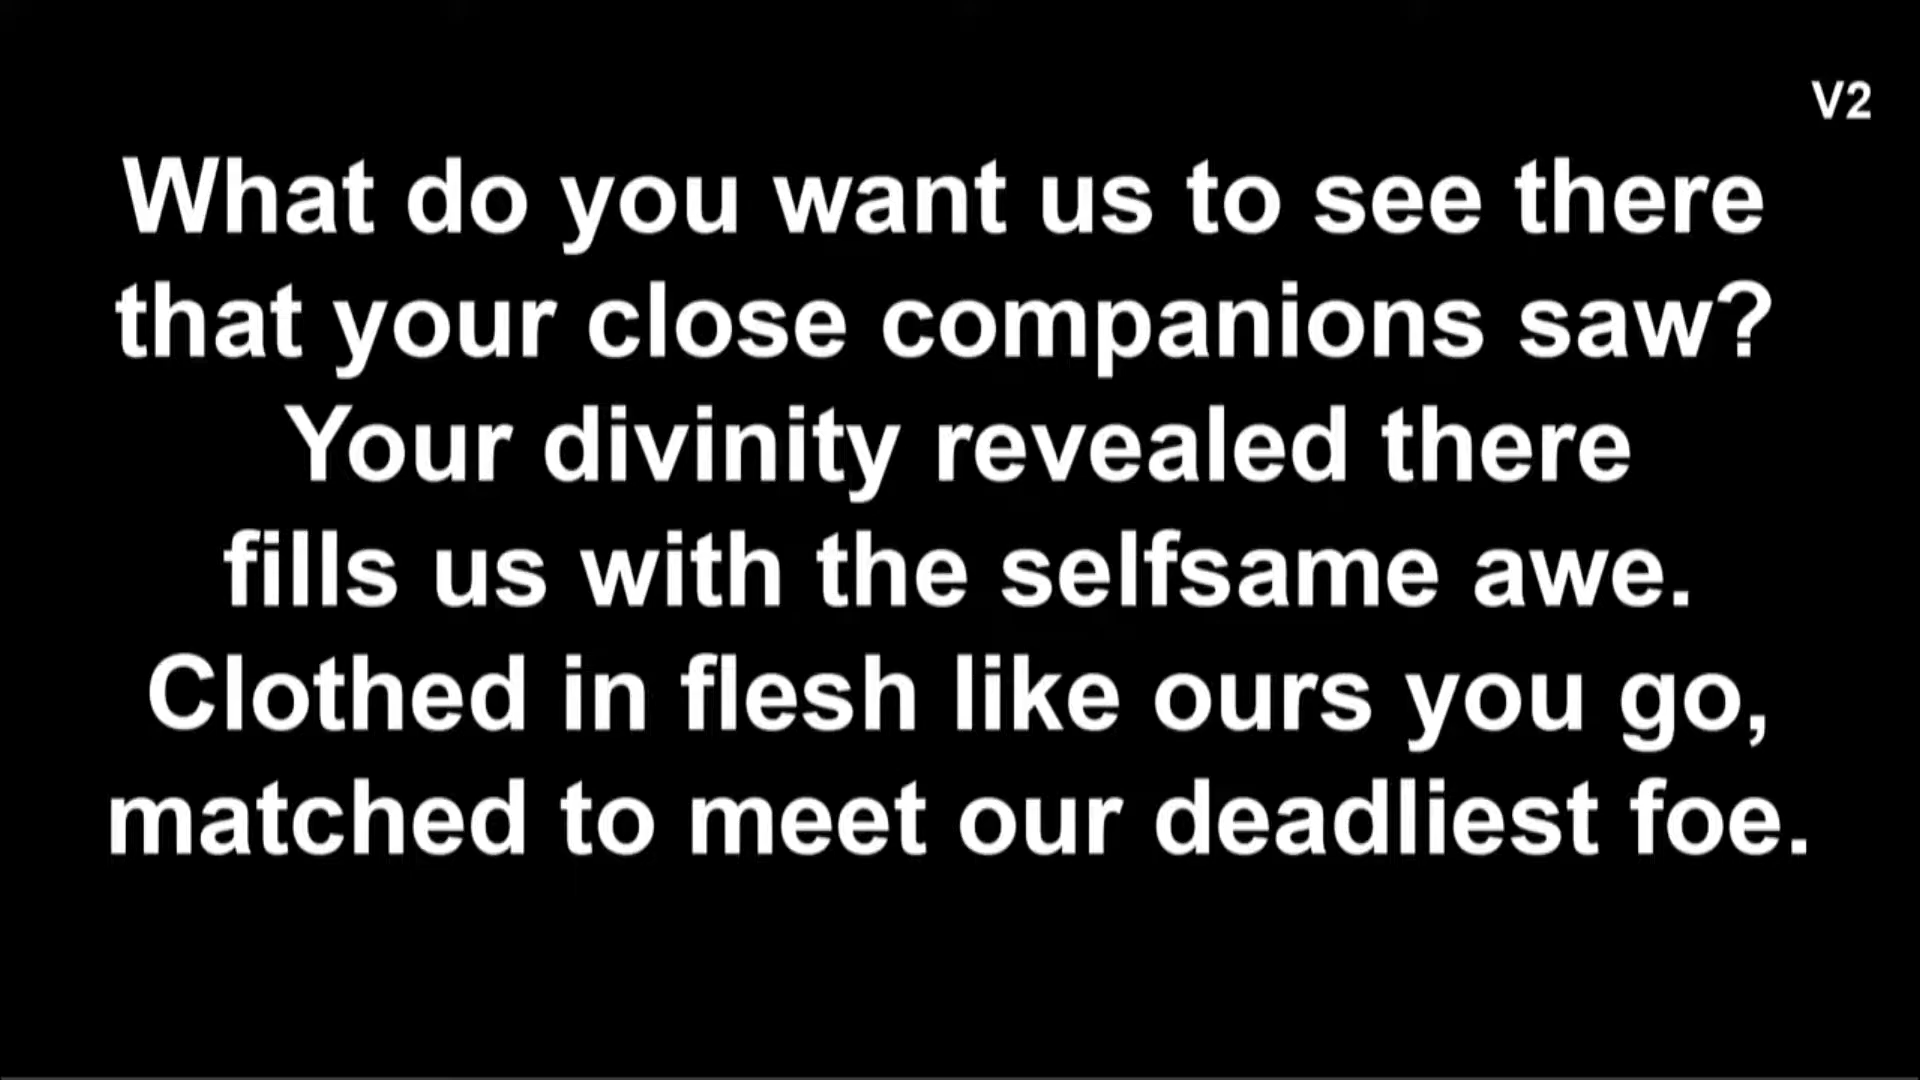 V2
What do you want us to see there
that your close companions saw?
Your divinity revealed there
fills us with the selfsame awe.
Clothed in flesh like ours you go,
matched to meet our deadliest foe.